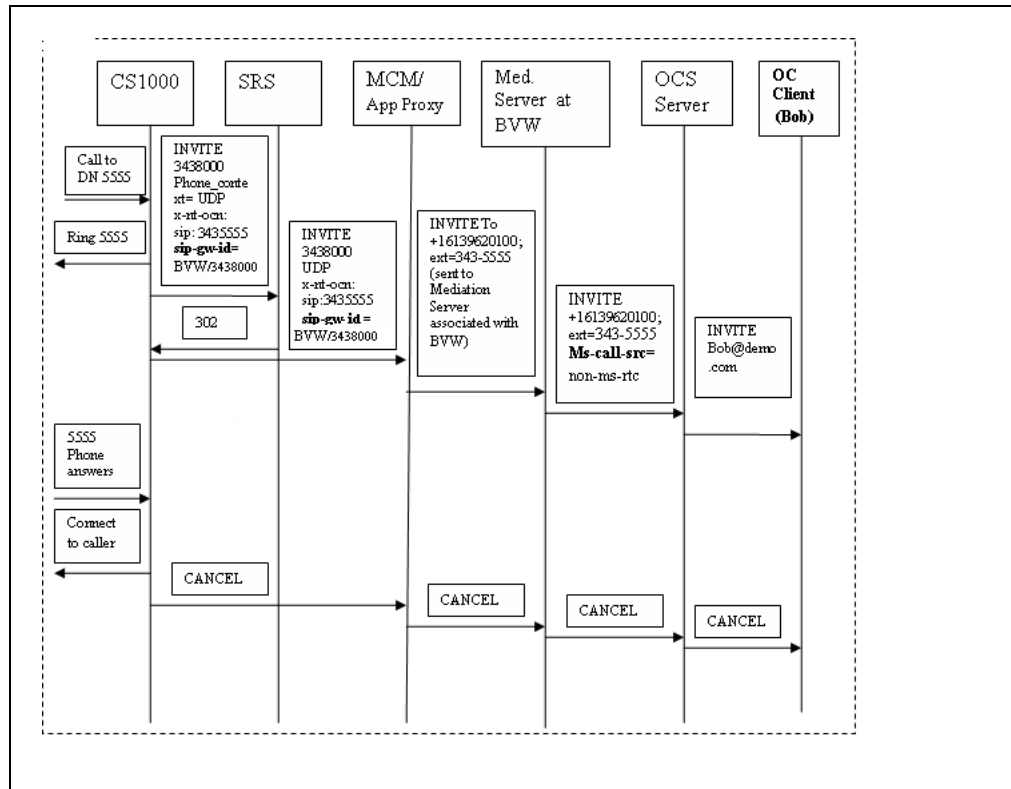 CS1000
SRS
MCM/
App Proxy
Med.
Server at
BVW
OCS
Server
OC
Client
(Bob)
Call to
DN 5555
Ring 5555
INVITE
3438000
Phone_conte
xt= UDP
x-nt-ocn:
sip: 3435555
sip-gw-id=
BVW/3438000
302
INVITE
3438000
UDP
x-nt-ocn:
sip:3435555
sip-gw-id =
BVW/3438000
INVITE To
+16139620100;
ext=343-5555
(sent to
Mediation
Server
associated with
BVW)
INVITE
+16139620100;
ext=343-5555
Ms-call-src=
non-ms-rtc
INVITE
Bob@demo
.com
5555
Phone
answers
Connect
to caller
CANCEL
CANCEL
CANCEL
CANCEL